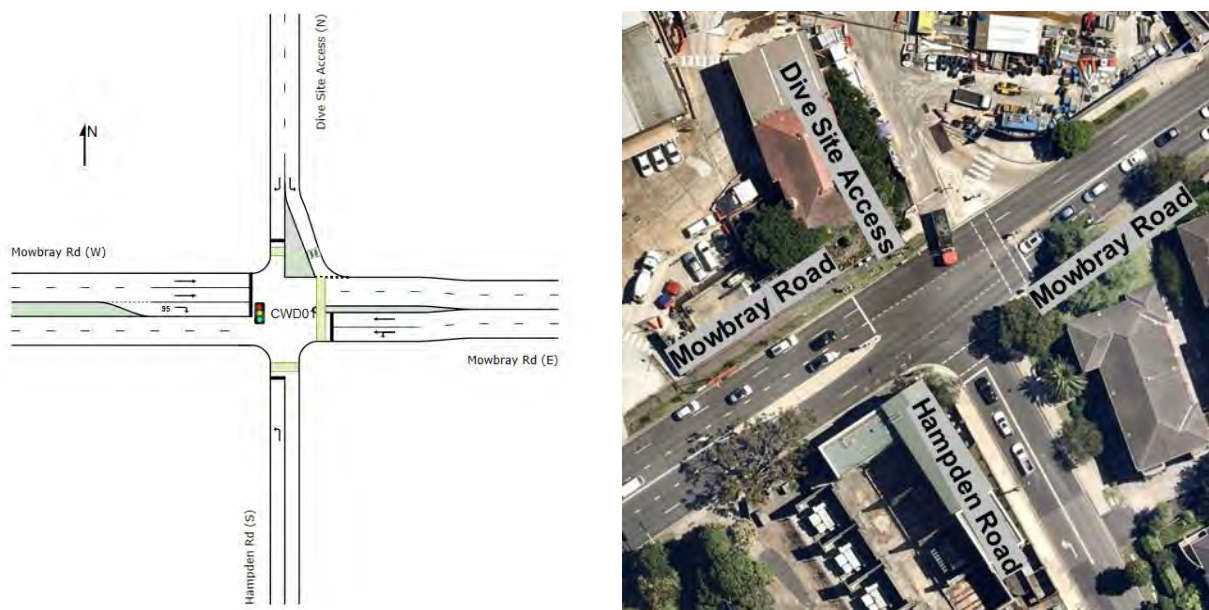 Dive Site Access (N)
N
Mowbray Rd (W)
95
CWD01
Mowbray Rd (E)
Hampden Rd (S)
Dive Site Access
Mowbray Road
Mowbray Road
Hampden Road